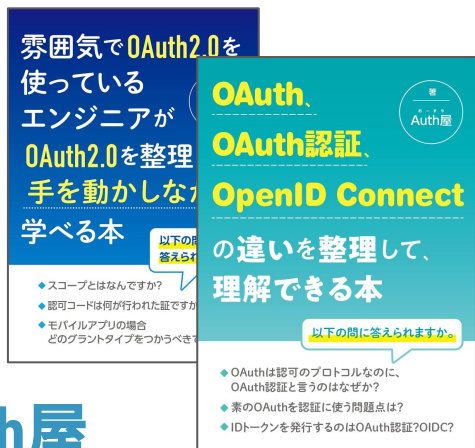 雰囲気でOAuth2.0を
使っている
エンジニアが
OAuth2.0を整理
手を動かしな
学べる本
以下の
答えら
◆スコープとはなんですか?
◆認可コードは何が行われた証ですか
◆モバイルアプリの場合
どのグラントタイプをつかうべき
OAuth、
OAuth認証、
OpenID Connect
の違いを整理して、
理解できる本
著
Auth屋
以下の問に答えられますか。
◆OAuthは認可のプロトコルなのに、
OAuth認証と言うのはなぜか?
◆素のOAuthを認証に使う問題点は?
◆IDトークンを発行するのはOAuth認証?OIDC?
h屋